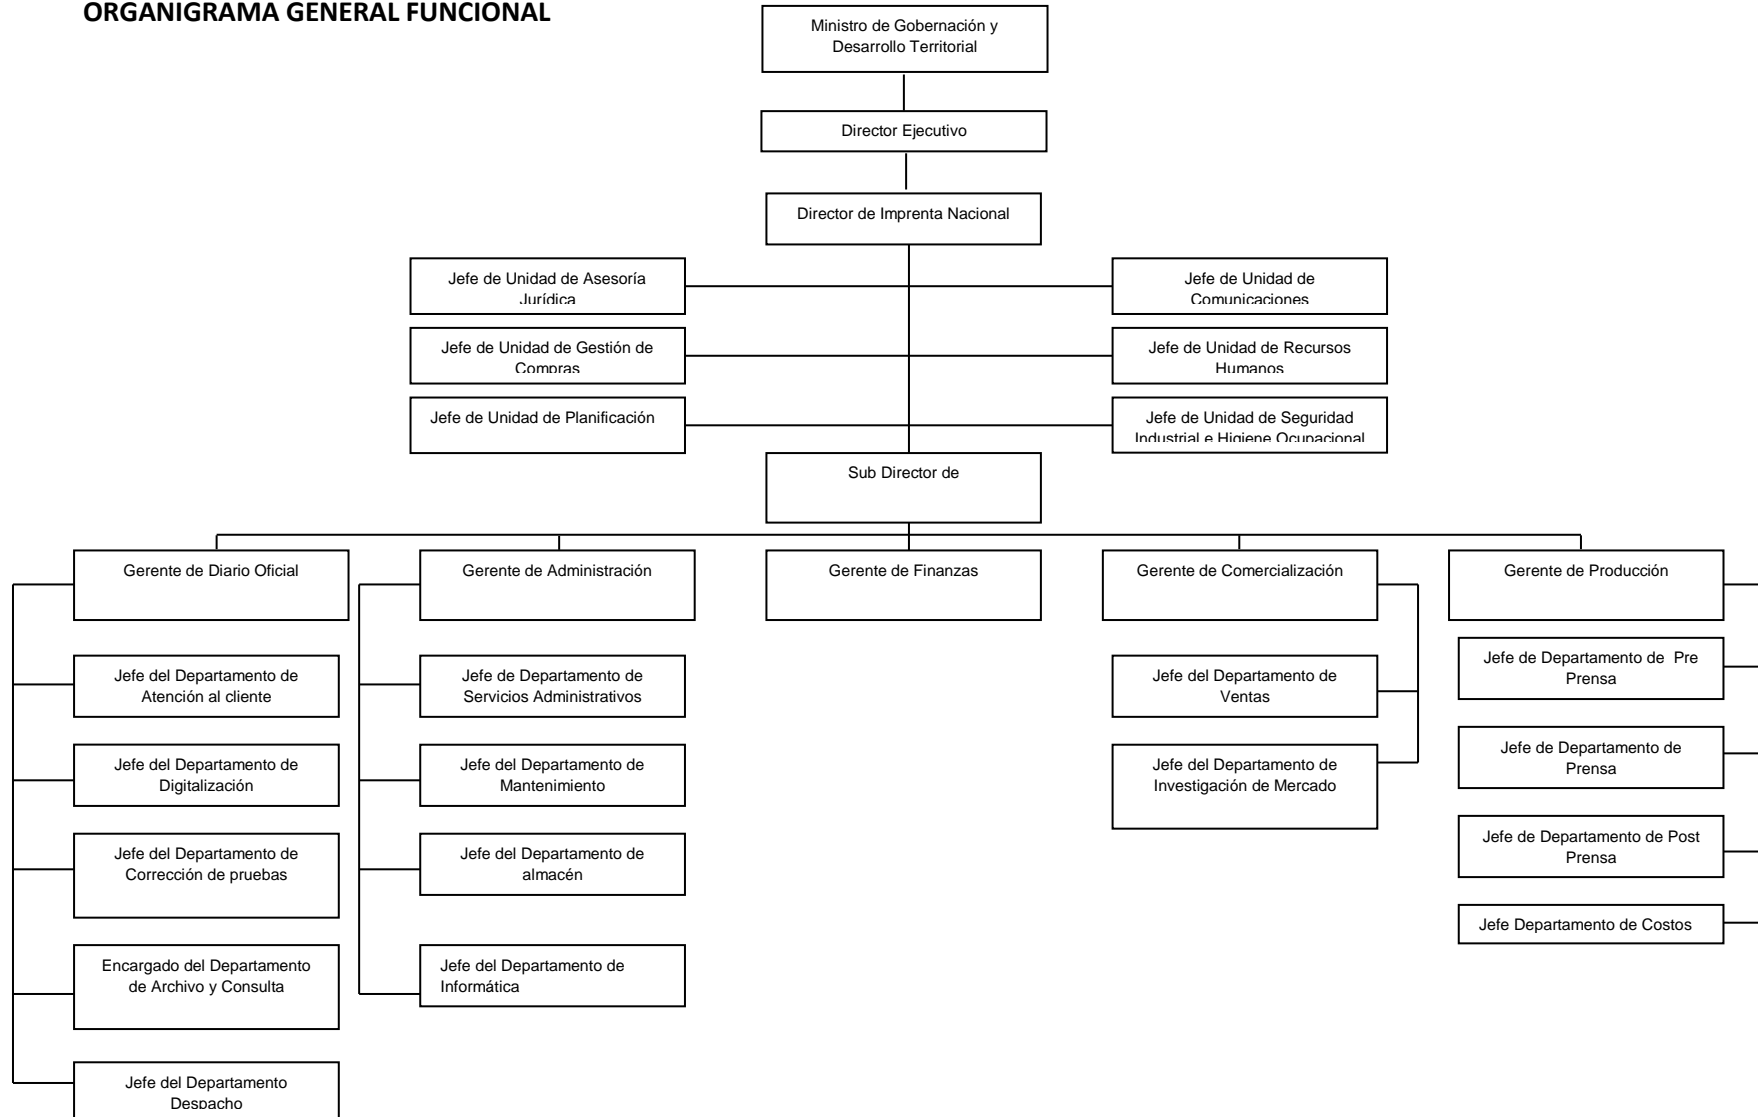 ORGANIGRAMA GENERAL FUNCIONAL
Ministro de Gobernación y
Desarrollo Territorial
Director Ejecutivo
Director de Imprenta Nacional
Jefe de Unidad de Asesoría
Jurídica
Jefe de Unidad de
Comunicaciones
Jefe de Unidad de Gestión de
Compras
Jefe de Unidad de Recursos
Humanos
Jefe de Unidad de Planificación
Jefe de Unidad de Seguridad
Industrial e Higiene Ocupacional
Sub Director de
Gerente de Diario Oficial
Gerente de Administración
Gerente de Finanzas
Gerente de Comercialización
Gerente de Producción
Jefe del Departamento de
Atención al cliente
Jefe del Departamento de
Digitalización
Jefe del Departamento de
Corrección de pruebas
Encargado del Departamento
de Archivo y Consulta
Jefe del Departamento
Despacho
Jefe de Departamento de
Servicios Administrativos
Jefe del Departamento de
Mantenimiento
Jefe del Departamento de
almacén
Jefe del Departamento de
Informática
Jefe del Departamento de
Ventas
Jefe del Departamento de
Investigación de Mercado
Jefe de Departamento de  Pre
Prensa
Jefe de Departamento de
Prensa
Jefe de Departamento de Post
Prensa
Jefe Departamento de Costos